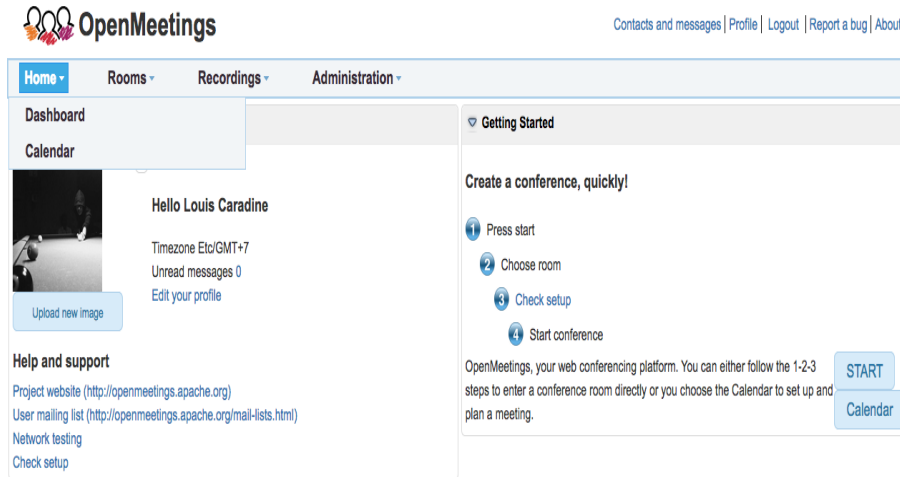 OpenMeetings
Contacts and messages | Profile | Logout | Report a bug | About
Home Rooms Recordings Administration
Dashboard
Calendar
Hello Louis Caradine
Timezone Etc/GMT+7
Unread messages 0
Edit your profile
Upload new image
Help and support
Project website (http://openmeetings.apache.org)
User mailing list (http://openmeetings.apache.org/mail-lists.html)
Network testing
Check setup
Getting Started
Create a conference, quickly!
1 Press start
2 Choose room
3 Check setup
4 Start conference
OpenMeetings, your web conferencing platform. You can either follow the 1-2-3
steps to enter a conference room directly or you choose the Calendar to set up and
plan a meeting.
START
Calendar